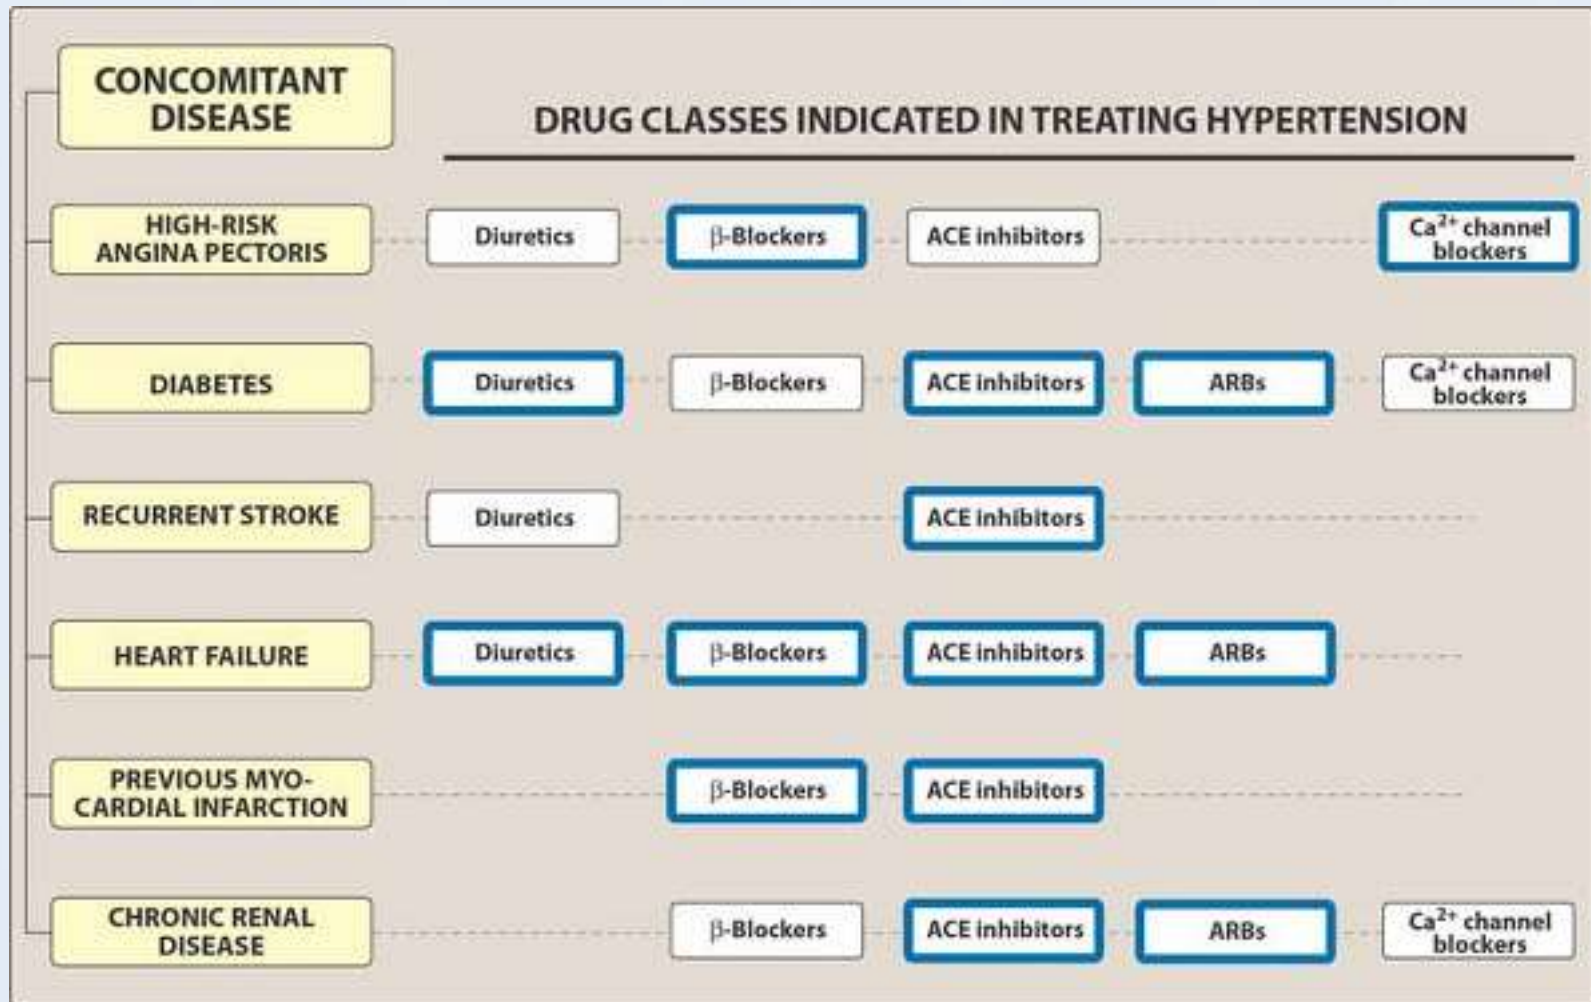 CONCOMITANT
DISEASE
DRUG CLASSES INDICATED IN TREATING HYPERTENSION
HIGH-RISK
ANGINA PECTORIS
Diuretics
β-Blockers
ACE inhibitors
Ca²⁺ channel
blockers
DIABETES
Diuretics
β-Blockers
ACE inhibitors
ARBs
Ca²⁺ channel
blockers
RECURRENT STROKE
Diuretics
ACE inhibitors
HEART FAILURE
Diuretics
β-Blockers
ACE inhibitors
ARBs
PREVIOUS MYO-
CARDIAL INFARCTION
β-Blockers
ACE inhibitors
CHRONIC RENAL
DISEASE
β-Blockers
ACE inhibitors
ARBs
Ca²⁺ channel
blockers